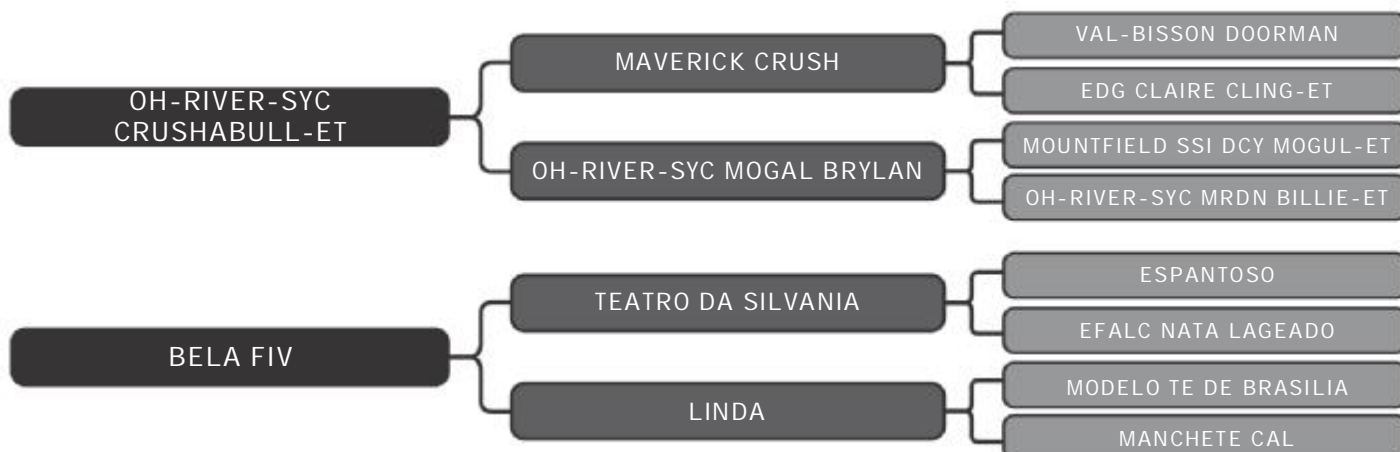 OH-RIVER-SYC
CRUSHABULL-ET
MAVERICK CRUSH
VAL-BISSON DOORMAN
EDG CLAIRE CLING-ET
OH-RIVER-SYC MOGAL BRYLAN
MOUNTFIELD SSI DCY MOGUL-ET
OH-RIVER-SYC MRDN BILLIE-ET
BELA FIV
TEATRO DA SILVANIA
ESPANTOSO
EFALC NATA LAGEADO
LINDA
MODELO TE DE BRASILIA
MANCHETE CAL